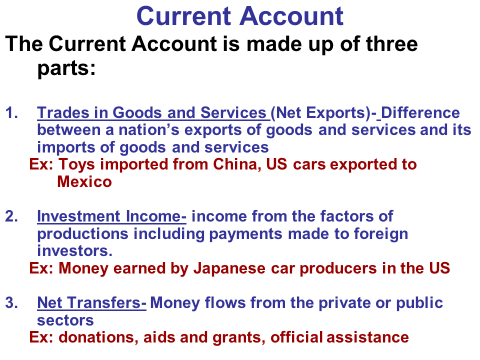 Current Account
The Current Account is made up of three
parts:
1. Trades in Goods and Services (Net Exports)- Difference
between a nation's exports of goods and services and its
imports of goods and services
Ex: Toys imported from China, US cars exported to
Mexico
2. Investment Income- income from the factors of
productions including payments made to foreign
investors.
Ex: Money earned by Japanese car producers in the US
3. Net Transfers- Money flows from the private or public
sectors
Ex: donations, aids and grants, official assistance